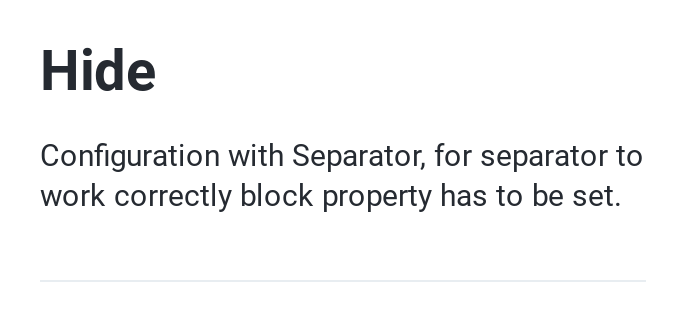 Hide
Configuration with Separator, for separator to
work correctly block property has to be set.